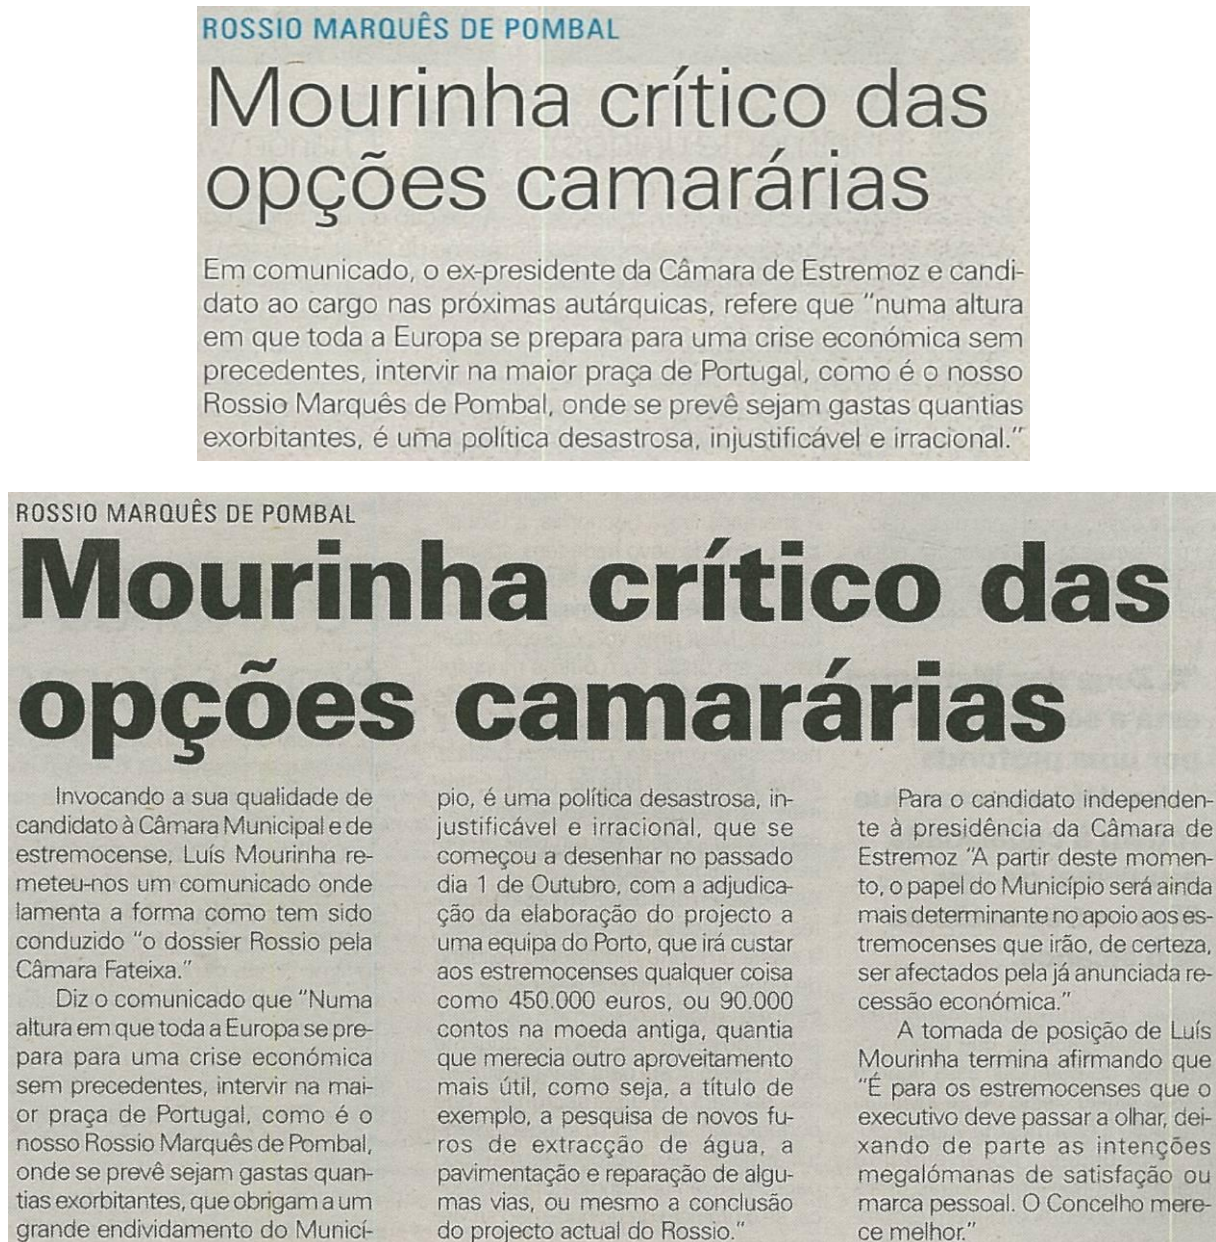 ROSSIO MARQUÊS DE POMBAL
Mourinha crítico das
opções camarárias
Em comunicado, o ex-presidente da Câmara de Estremoz e candi-
dato ao cargo nas próximas autárquicas, refere que "numa altura
em que toda a Europa se prepara para uma crise económica sem
precedentes, intervir na maior praça de Portugal, como é o nosso
Rossio Marquês de Pombal, onde se prevê sejam gastas quantias
exorbitantes, é uma política desastrosa, injustificável e irracional."
ROSSIO MARQUÊS DE POMBAL
Mourinha crítico das
opções camarárias
Invocando a sua qualidade de
candidato à Câmara Municipal e de
estremocense, Luís Mourinha re-
meteu-nos um comunicado onde
lamenta a forma como tem sido
conduzido "o dossier Rossio pela
Câmara Fateixa."
Diz o comunicado que "Numa
altura em que toda a Europa se pre-
para para uma crise económica
sem precedentes, intervir na mai-
or praça de Portugal, como é o
nosso Rossio Marquês de Pombal,
onde se prevê sejam gastas quan-
tias exorbitantes, que obrigam a um
grande endividamento do Municí-
pio, é uma política desastrosa, in-
justificável e irracional, que se
começou a desenhar no passado
dia 1 de Outubro, com a adjudica-
ção da elaboração do projecto a
uma equipa do Porto, que irá custar
aos estremocenses qualquer coisa
como 450.000 euros, ou 90.000
contos na moeda antiga, quantia
que merecia outro aproveitamento
mais útil, como seja, a título de
exemplo, a pesquisa de novos fu-
ros de extracção de água, a
pavimentação e reparação de algu-
mas vias, ou mesmo a conclusão
do projecto actual do Rossio."
Para o candidato independen-
te à presidência da Câmara de
Estremoz "A partir deste momen-
to, o papel do Município será ainda
mais determinante no apoio aos es-
tremocenses que irão, de certeza,
ser afectados pela já anunciada re-
cessão económica."
A tomada de posição de Luís
Mourinha termina afirmando que
"É para os estremocenses que o
executivo deve passar a olhar, dei-
xando de parte as intenções
megalómanas de satisfação ou
marca pessoal. O Concelho mere-
ce melhor."